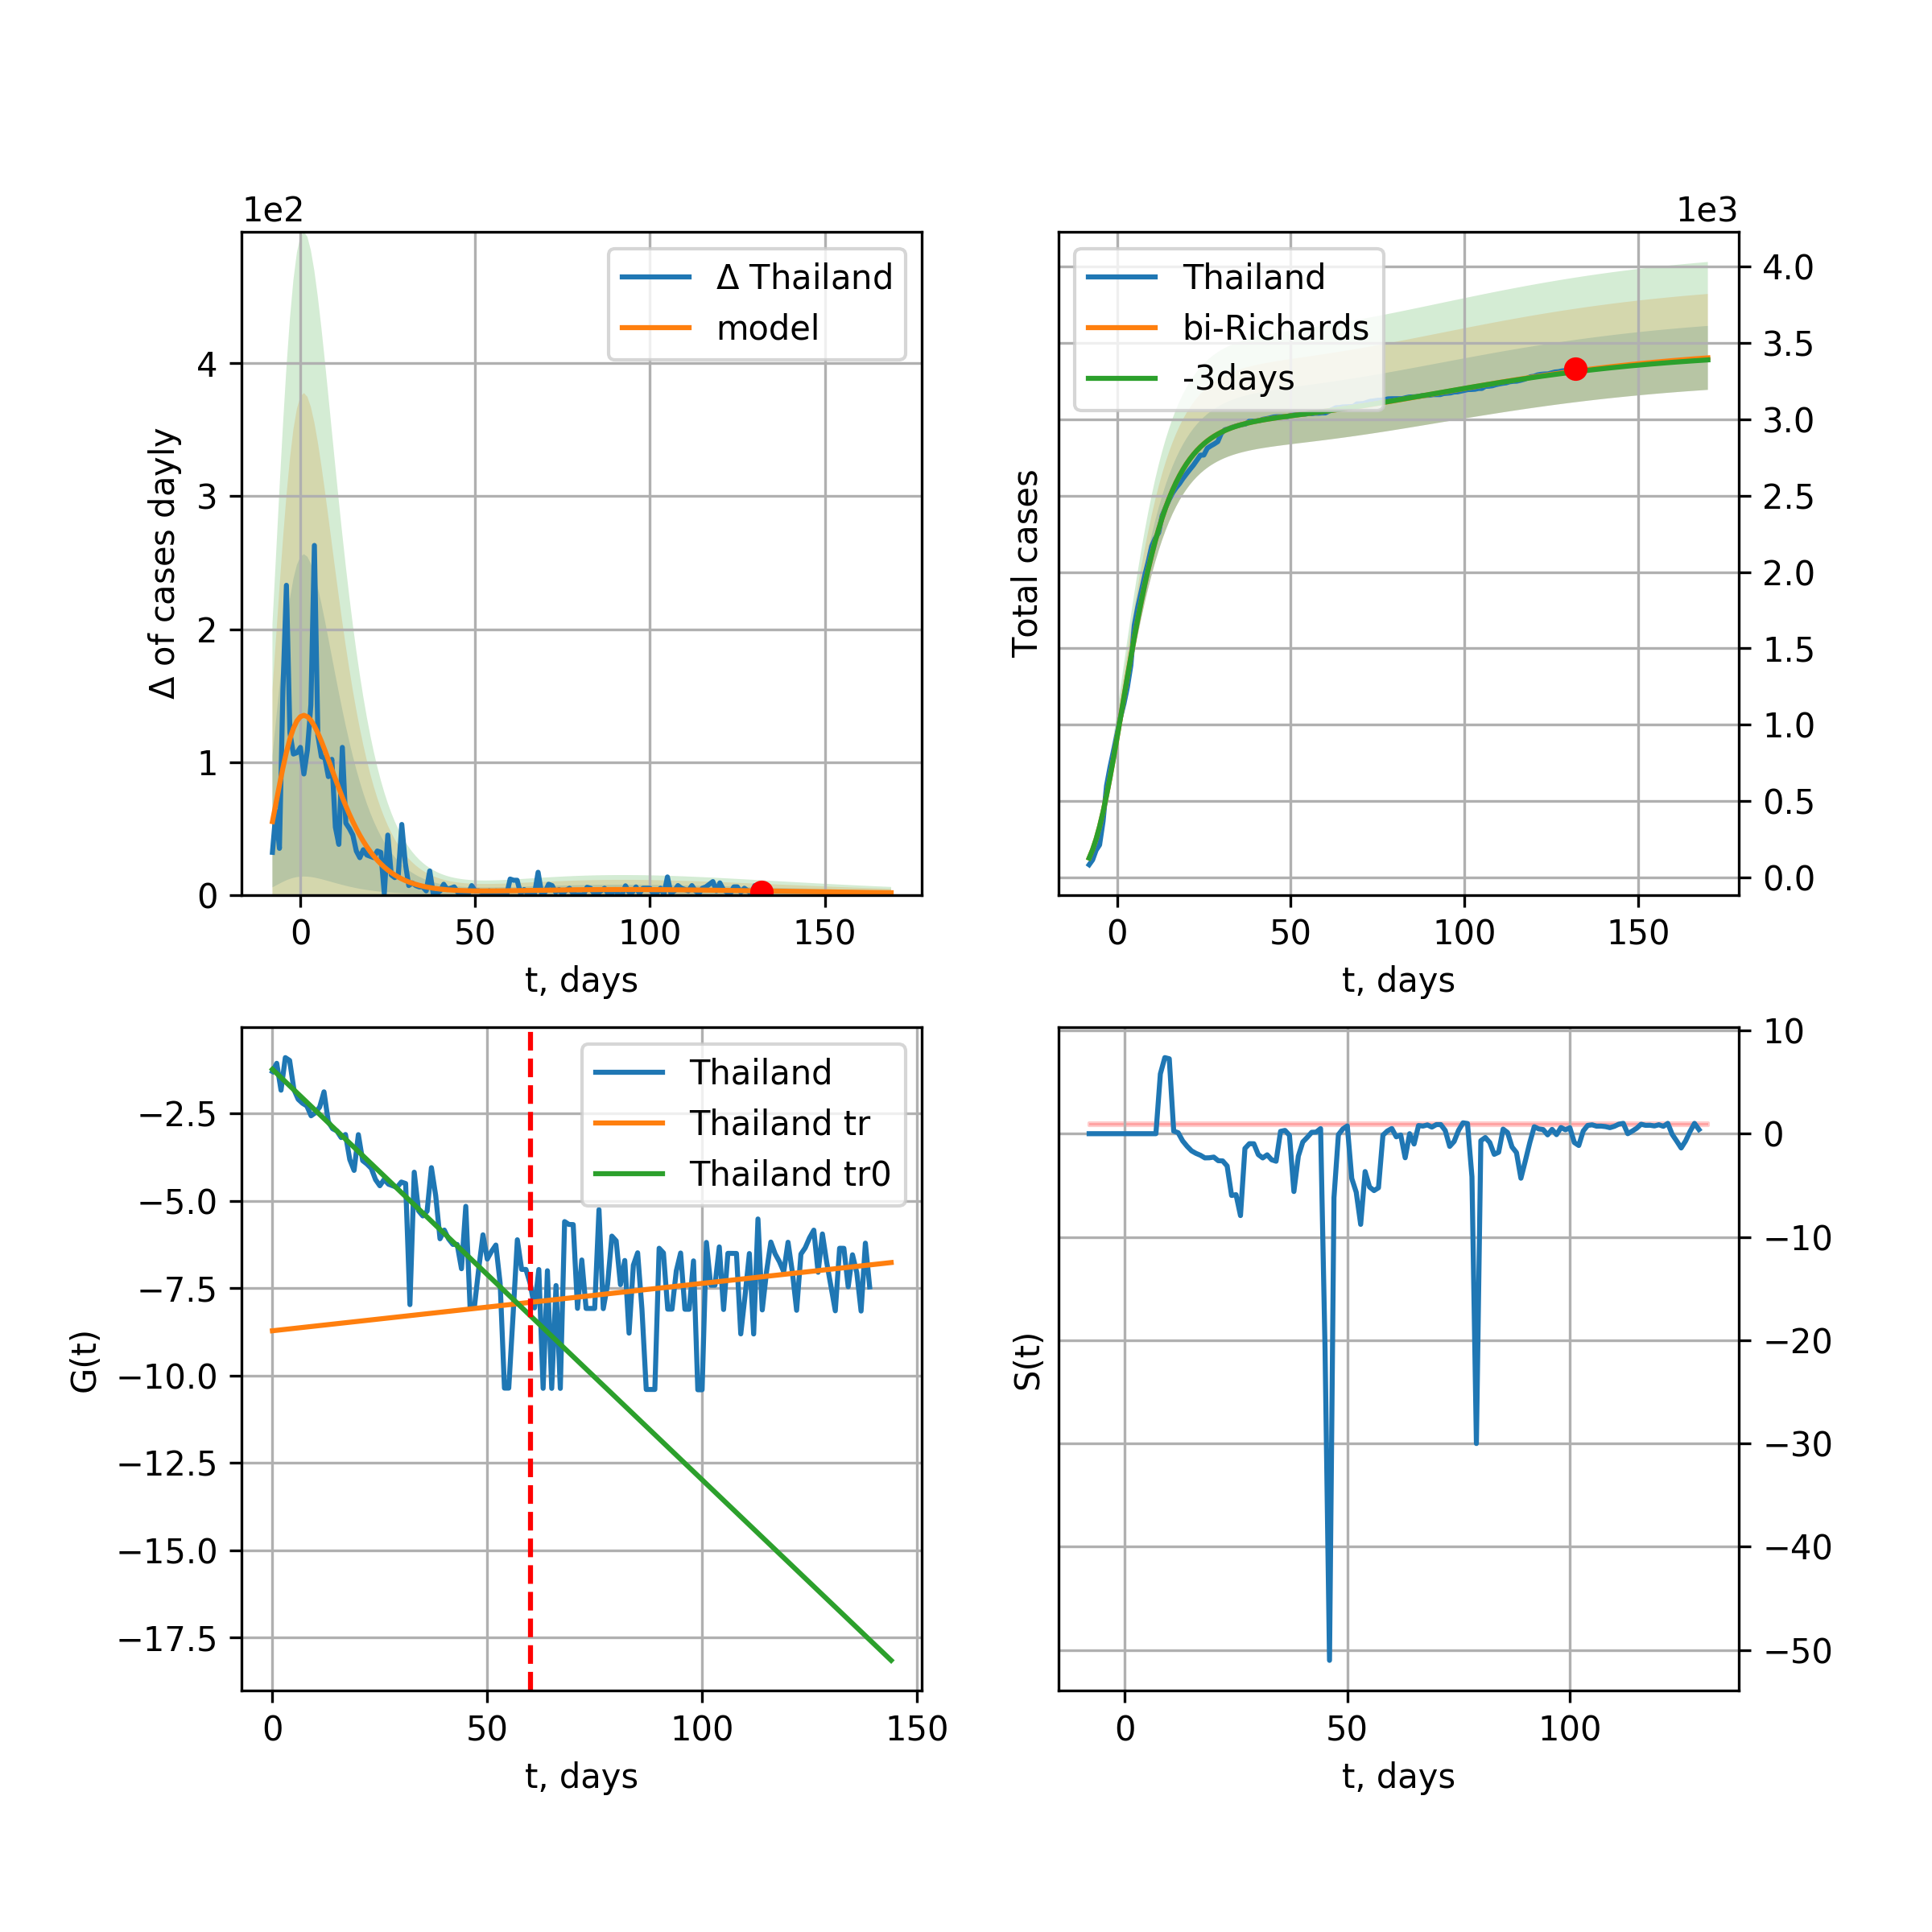 1e2
Δ Thailand
model
4
3
2
1
0
Δ of cases dayly
0
50
100
150
t, days
1e3
Thailand
bi-Richards
-3days
4.0
3.5
3.0
2.5
2.0
1.5
1.0
0.5
0.0
Total cases
0
50
100
150
t, days
Thailand
Thailand tr
Thailand tr0
−2.5
−5.0
−7.5
−10.0
−12.5
−15.0
−17.5
G(t)
0
50
100
150
t, days
10
0
−10
−20
−30
−40
−50
S(t)
0
50
100
t, days